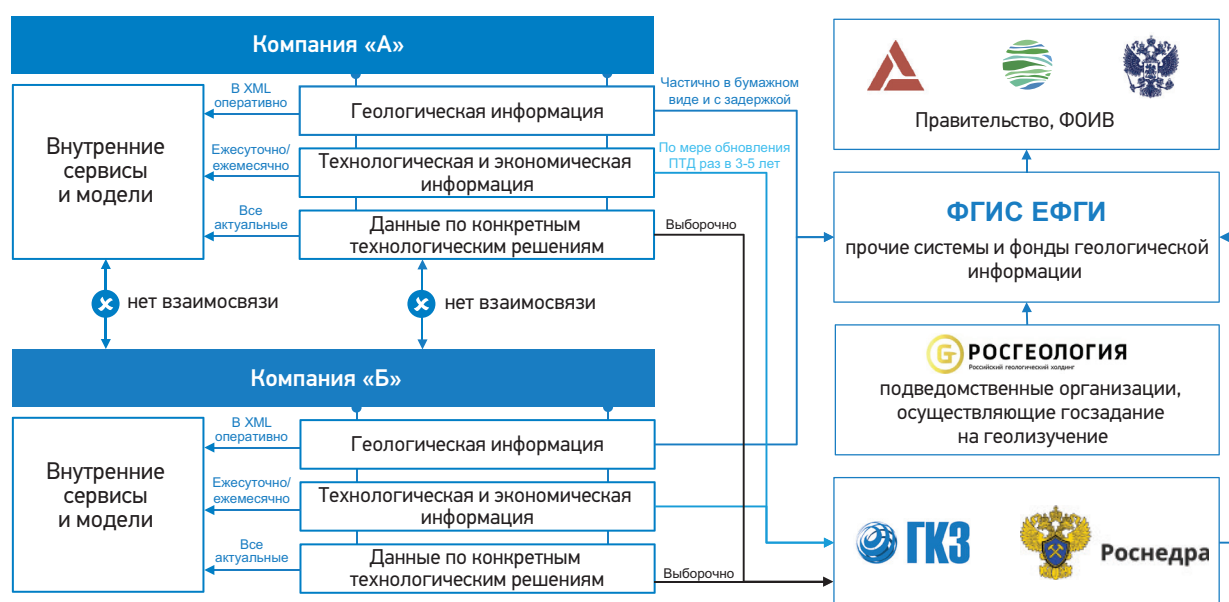 Компания «А»
Внутренние
сервисы
и модели
В XML
оперативно
Геологическая информация
Частично в бумажном
виде и с задержкой
Ежесуточно/
ежемесячно
Технологическая и экономическая
информация
По мере обновления
ПТД раз в 3-5 лет
Все
актуальные
Данные по конкретным
технологическим решениям
Выборочно
нет взаимосвязи
нет взаимосвязи
Компания «Б»
Внутренние
сервисы
и модели
В XML
оперативно
Геологическая информация
Ежесуточно/
ежемесячно
Технологическая и экономическая
информация
Все
актуальные
Данные по конкретным
технологическим решениям
Выборочно
Правительство, ФОИВ
ФГИС ЕФГИ
прочие системы и фонды геологической
информации
РОСГЕОЛОГИЯ
Российский геологический холдинг
подведомственные организации,
осуществляющие госзадание
на геолизучение
ГКЗ
Роснедра